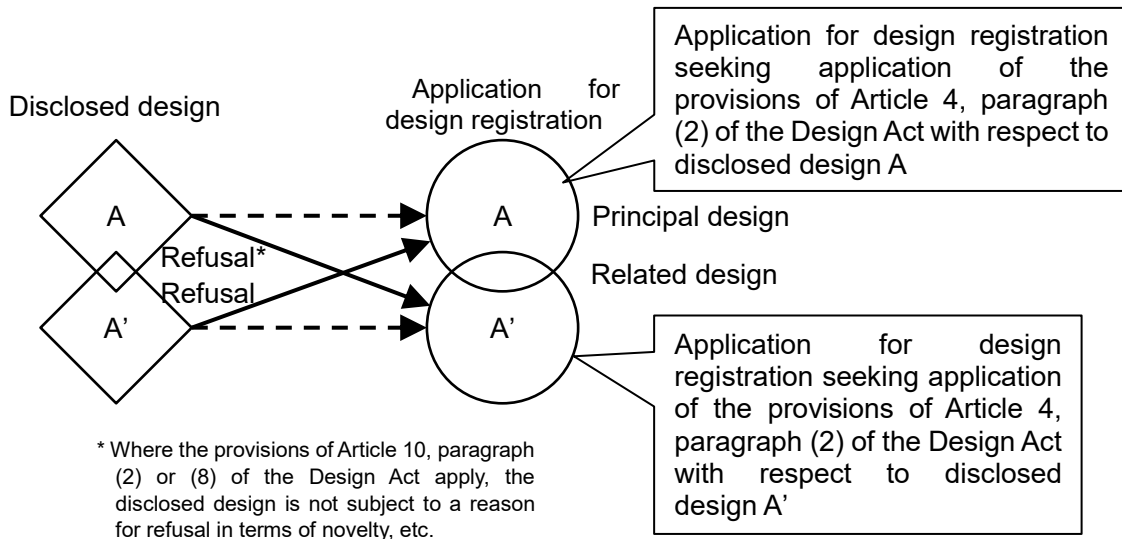 Disclosed design
Application for
design registration
Application for design registration
seeking application of the
provisions of Article 4, paragraph
(2) of the Design Act with respect to
disclosed design A
A
A
Principal design
Refusal*
Refusal
Related design
A’
A’
Application for design
registration seeking application
of the provisions of Article 4,
paragraph (2) of the Design Act
with respect to disclosed
design A’
* Where the provisions of Article 10, paragraph
(2) or (8) of the Design Act apply, the
disclosed design is not subject to a reason
for refusal in terms of novelty, etc.